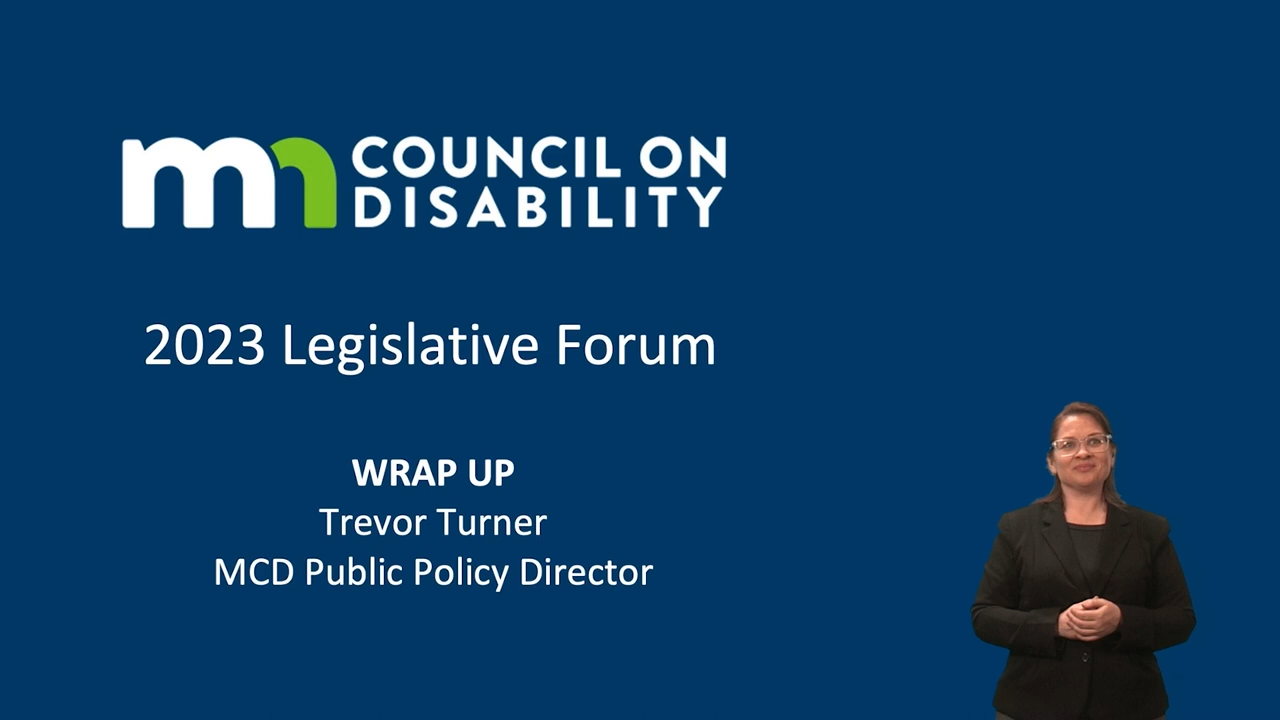 mn COUNCIL ON
DISABILITY
2023 Legislative Forum
WRAP UP
Trevor Turner
MCD Public Policy Director